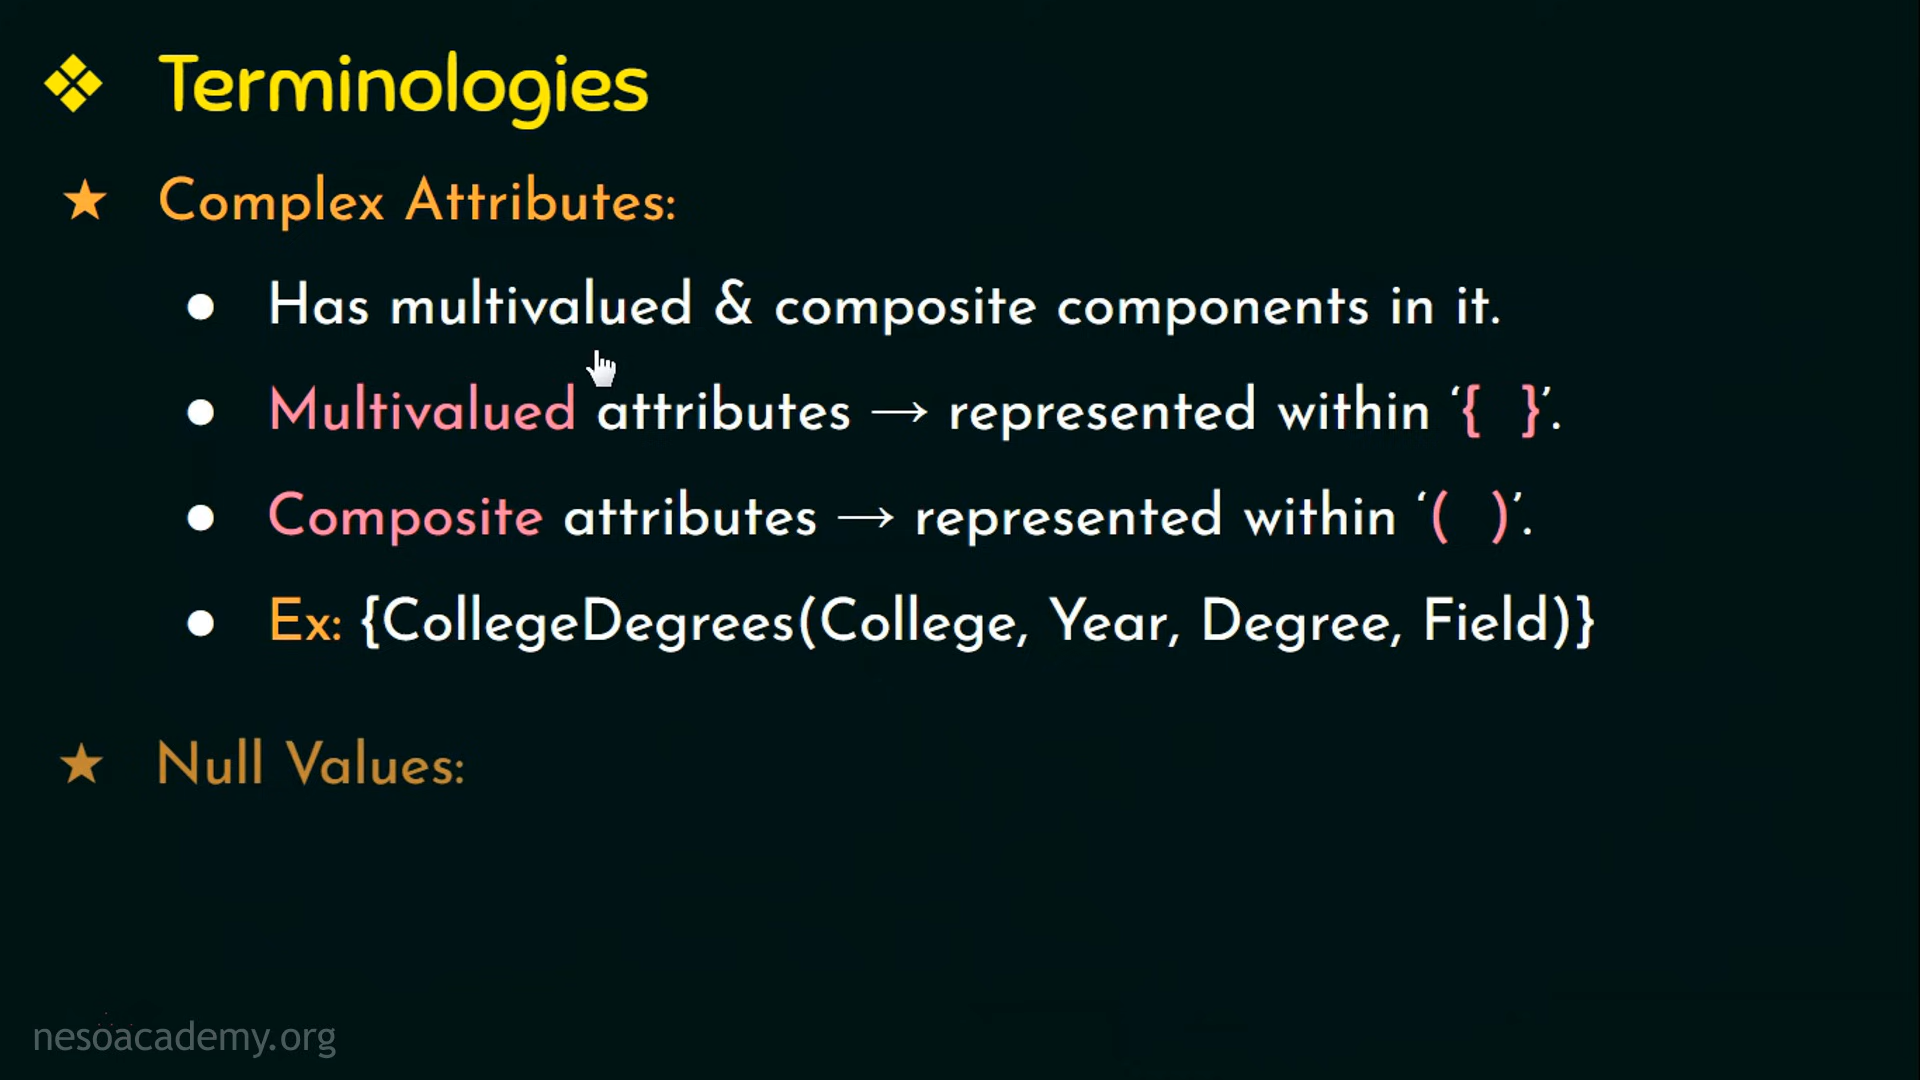 ❖ Terminologies
★ Complex Attributes:
● Has multivalued & composite components in it.
● Multivalued attributes → represented within ‘{ }’.
● Composite attributes → represented within ‘( )’.
● Ex: {CollegeDegrees(College, Year, Degree, Field)}
★ Null Values:
nesoacademy.org